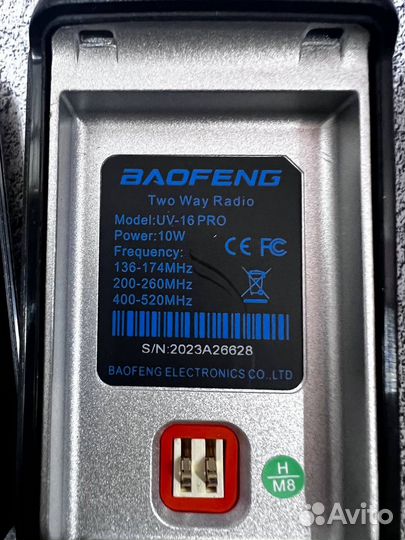 BAOFENG
Two Way Radio
Model:UV-16 PRO
Power:10W
Frequency:
136-174MHz
200-260MHz
400-520MHz
CE FC
S/N:2023A26628
BAOFENG ELECTRONICS CO.,LTD
H
M8
Avito